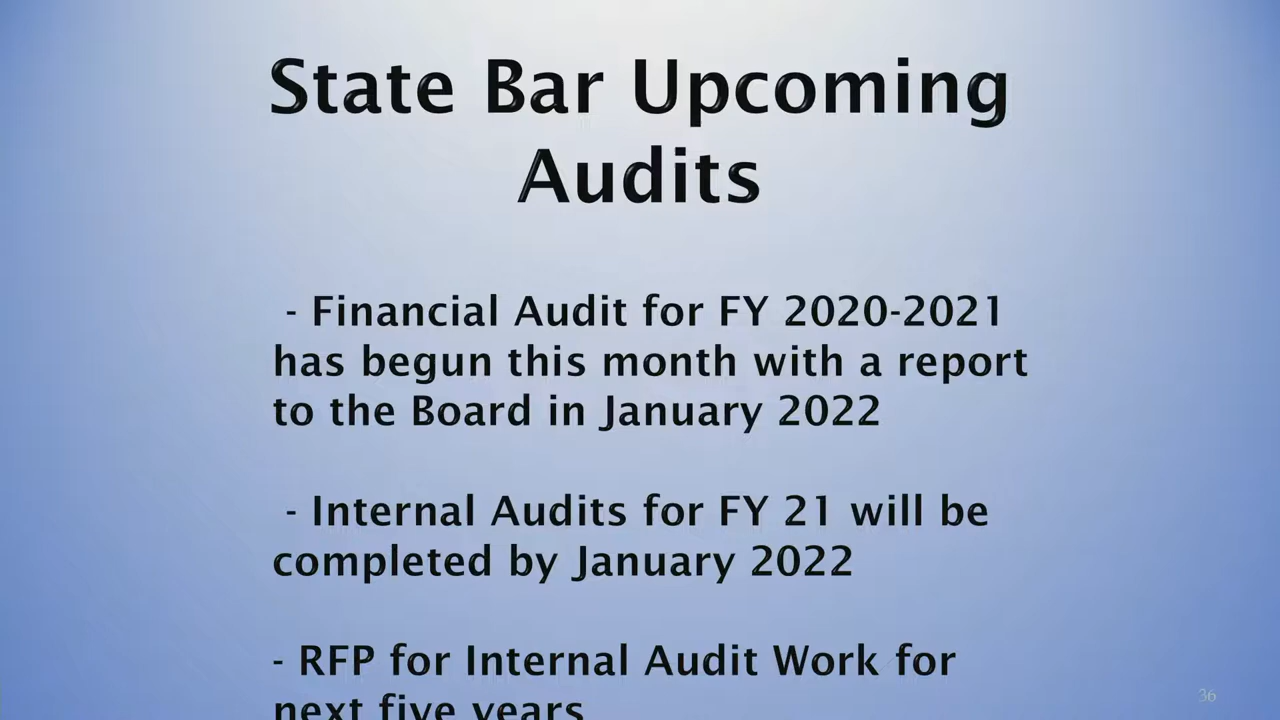 State Bar Upcoming
Audits
- Financial Audit for FY 2020-2021
has begun this month with a report
to the Board in January 2022
- Internal Audits for FY 21 will be
completed by January 2022
- RFP for Internal Audit Work for
next five years
36